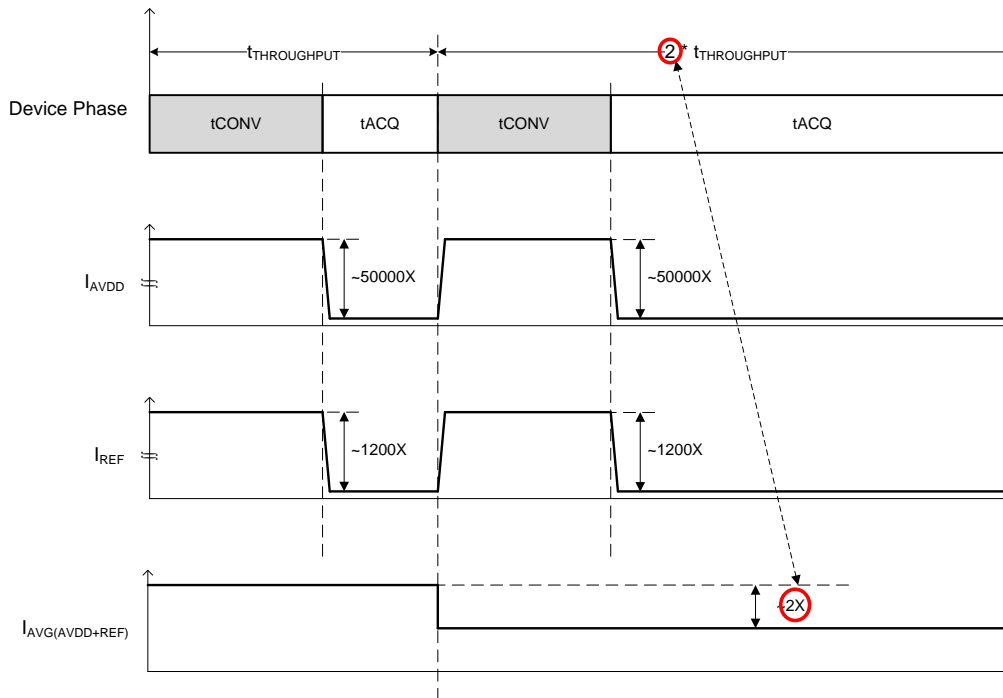 tTHROUGHPUT
2 * tTHROUGHPUT
Device Phase
tCONV
tACQ
tCONV
tACQ
IAVDD
~50000X
~50000X
IREF
~1200X
~1200X
IAVG(AVDD+REF)
~2X